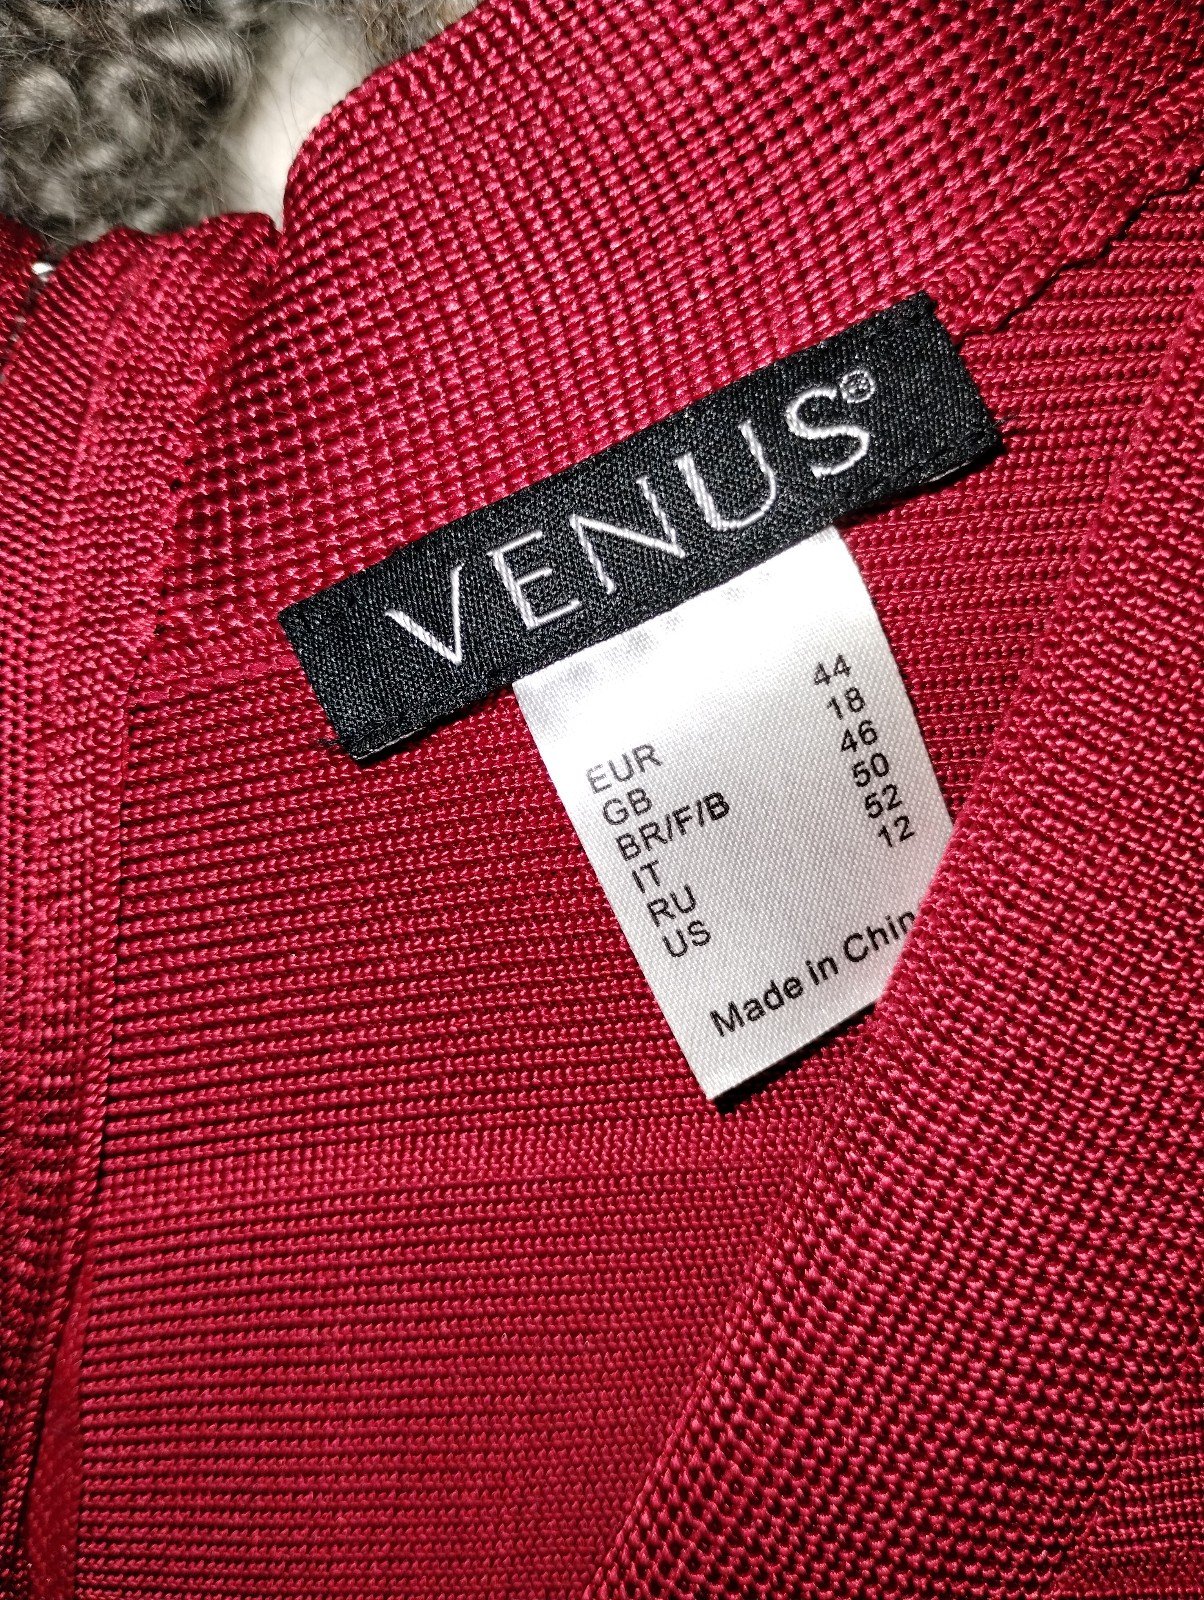 VENUS®
EUR 44
GB 18
BR/F/B 46
IT 50
RU 52
US 12
Made in Chin